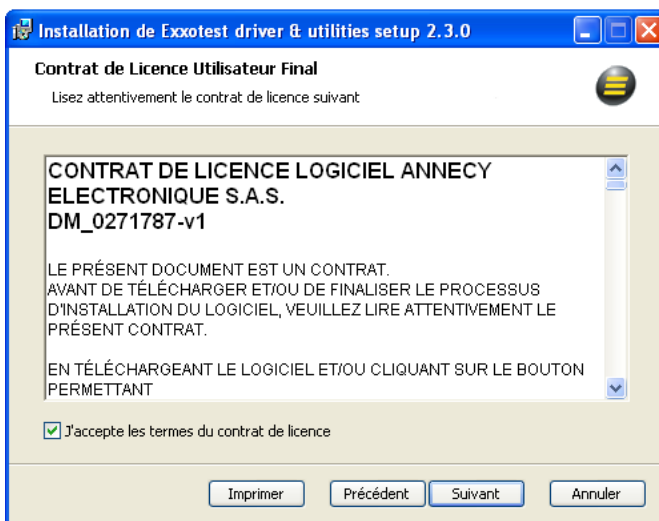 Installation de Exxotest driver & utilities setup 2.3.0
Contrat de Licence Utilisateur Final
Lisez attentivement le contrat de licence suivant
CONTRAT DE LICENCE LOGICIEL ANNECY
ELECTRONIQUE S.A.S.
DM_0271787-v1
LE PRÉSENT DOCUMENT EST UN CONTRAT.
AVANT DE TÉLÉCHARGER ET/OU DE FINALISER LE PROCESSUS
D'INSTALLATION DU LOGICIEL, VEUILLEZ LIRE ATTENTIVEMENT LE
PRÉSENT CONTRAT.
EN TÉLÉCHARGEANT LE LOGICIEL ET/OU CLIQUANT SUR LE BOUTON
PERMETTANT
J'accepte les termes du contrat de licence
Imprimer Précédent Suivant Annuler